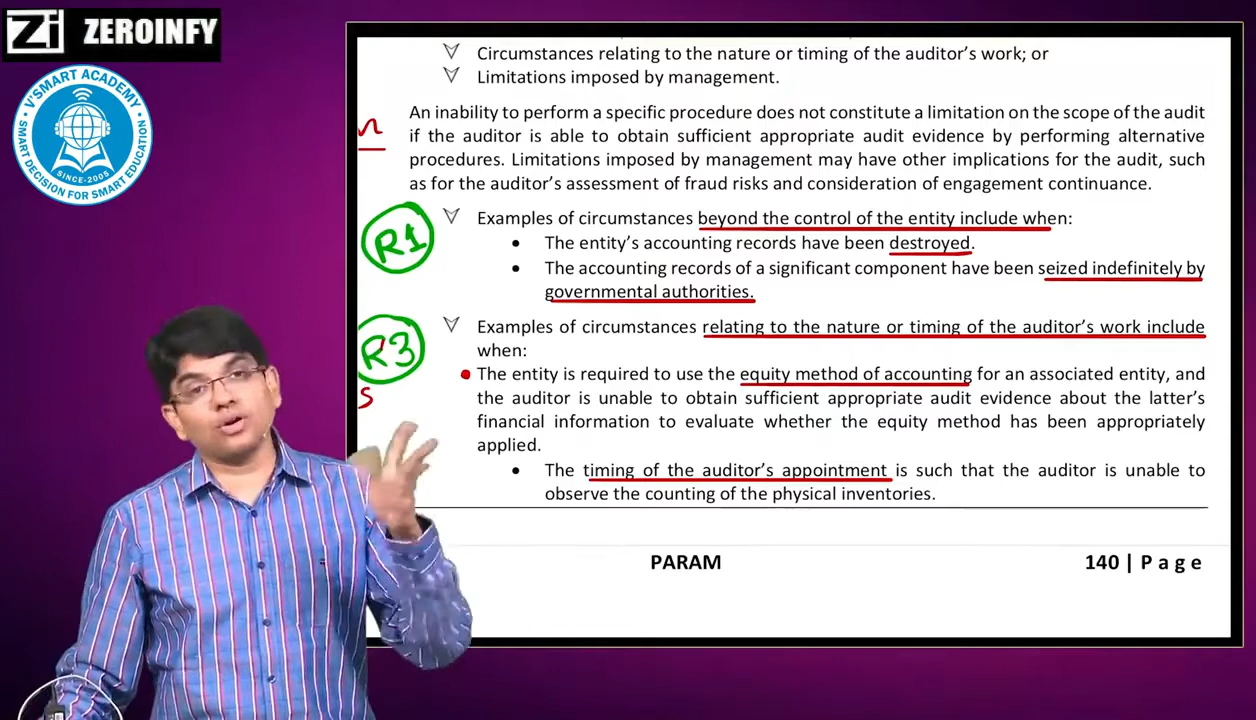 Zi ZEROINFY
V'SMART ACADEMY
SMART DECISION FOR SMART EDUCATION
SINCE-2005
Circumstances relating to the nature or timing of the auditor's work; or
Limitations imposed by management.
An inability to perform a specific procedure does not constitute a limitation on the scope of the audit
if the auditor is able to obtain sufficient appropriate audit evidence by performing alternative
procedures. Limitations imposed by management may have other implications for the audit, such
as for the auditor's assessment of fraud risks and consideration of engagement continuance.
R1
Examples of circumstances beyond the control of the entity include when:
• The entity's accounting records have been destroyed.
• The accounting records of a significant component have been seized indefinitely by
governmental authorities.
R3
Examples of circumstances relating to the nature or timing of the auditor's work include
when:
• The entity is required to use the equity method of accounting for an associated entity, and
the auditor is unable to obtain sufficient appropriate audit evidence about the latter's
financial information to evaluate whether the equity method has been appropriately
applied.
• The timing of the auditor's appointment is such that the auditor is unable to
observe the counting of the physical inventories.
PARAM
140 | Page